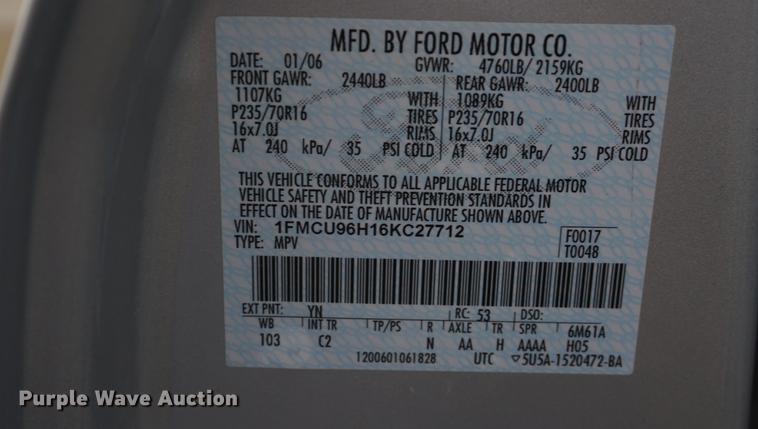 MFD. BY FORD MOTOR CO.
DATE: 01/06 GVWR: 4760LB/ 2159KG
FRONT GAWR: 2440LB REAR GAWR: 2400LB
1107KG WITH 1089KG WITH
P235/70R16 TIRES P235/70R16 TIRES
16x7.0J RIMS 16x7.0J RIMS
AT 240 kPa/ 35 PSI COLD AT 240 kPa/ 35 PSI COLD
THIS VEHICLE CONFORMS TO ALL APPLICABLE FEDERAL MOTOR
VEHICLE SAFETY AND THEFT PREVENTION STANDARDS IN
EFFECT ON THE DATE OF MANUFACTURE SHOWN ABOVE.
VIN: 1FMCU96H16KC27712 F0017
TYPE: MPV T0048
EXT PNT: YN RC: 53 DSO:
WB INT TR TP/PS R AXLE TR SPR 6M61A
103 C2 N AA H AAAA H05
1200601061828 UTC ▽5U5A-1520472-BA
Ford
Purple Wave Auction